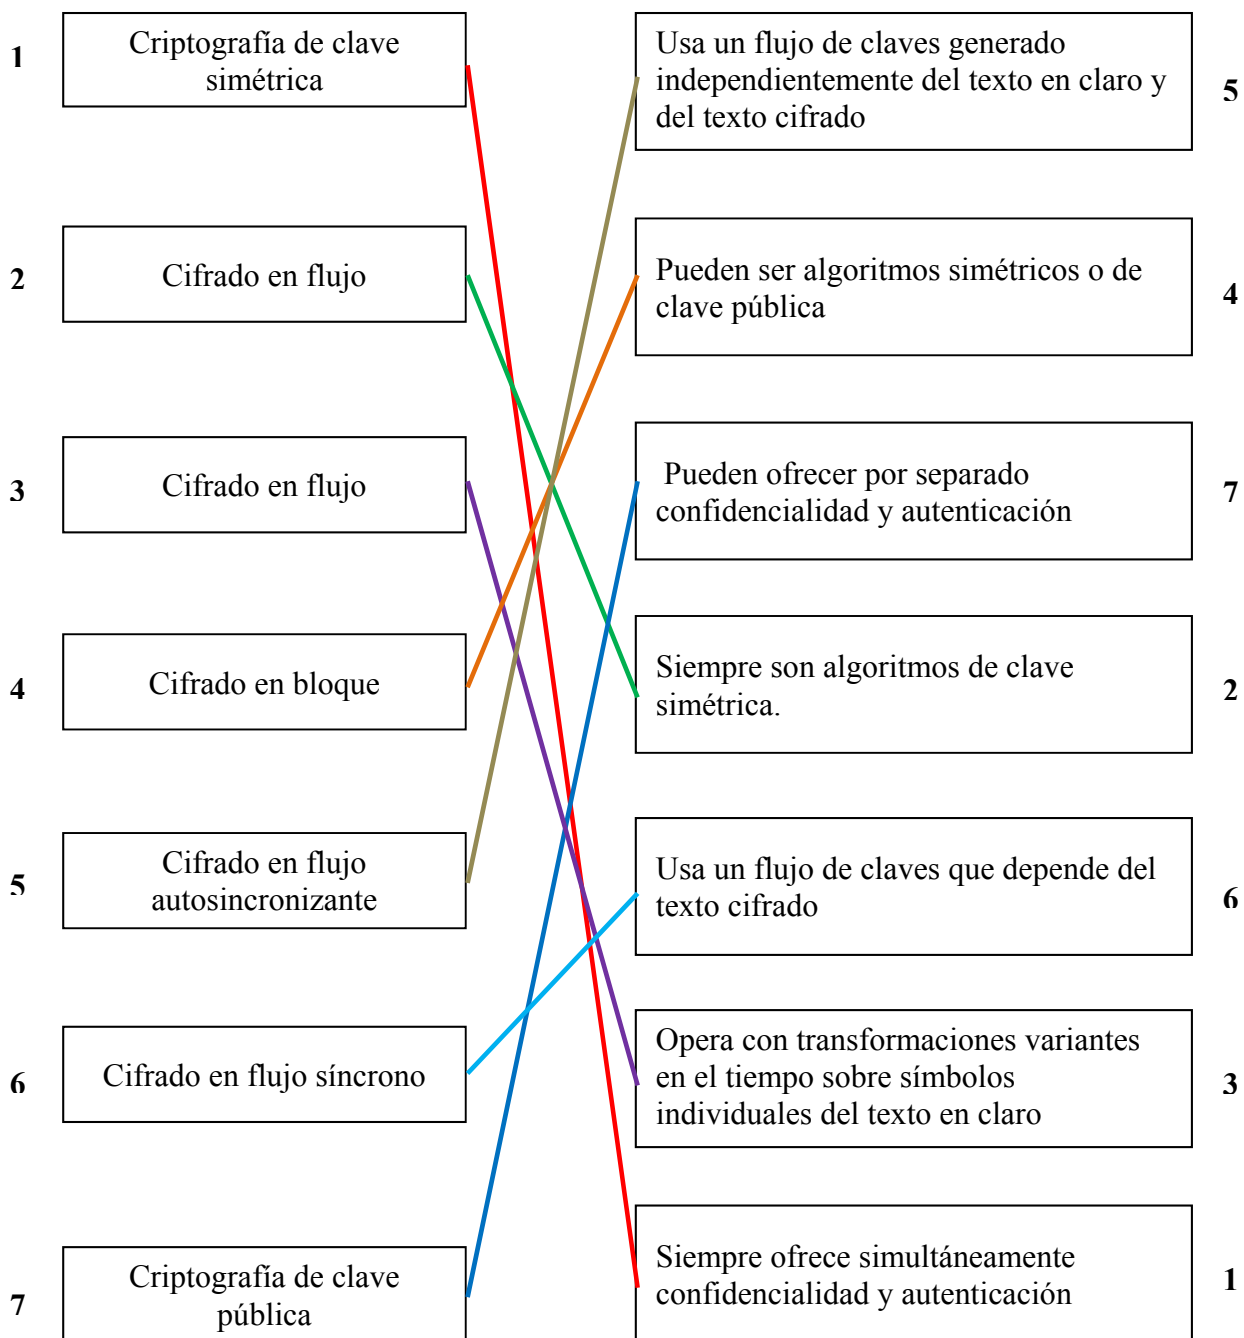 1
Criptografía de clave
simétrica
Usa un flujo de claves generado
independientemente del texto en claro y
del texto cifrado
5
2
Cifrado en flujo
Pueden ser algoritmos simétricos o de
clave pública
4
3
Cifrado en flujo
Pueden ofrecer por separado
confidencialidad y autenticación
7
4
Cifrado en bloque
Siempre son algoritmos de clave
simétrica.
2
5
Cifrado en flujo
autosincronizante
Usa un flujo de claves que depende del
texto cifrado
6
6
Cifrado en flujo síncrono
Opera con transformaciones variantes
en el tiempo sobre símbolos
individuales del texto en claro
3
7
Criptografía de clave
pública
Siempre ofrece simultáneamente
confidencialidad y autenticación
1